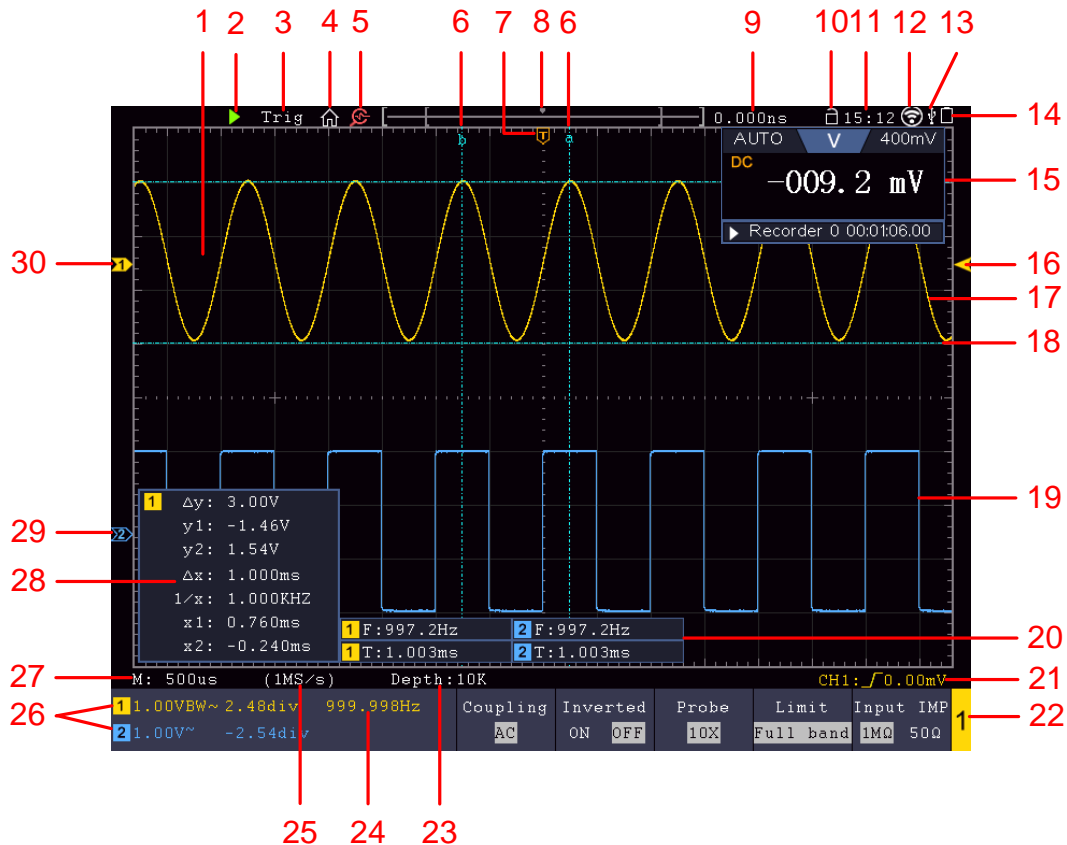 1 2 3 4 5 6 7 8 6 9 10 11 12 13
Trig 0.000ns 15:12
14
T
b a
AUTO V 400mV
DC
-009.2 mV
15
Recorder 0 00:01:06.00
30 1 16
17
18
19
29 2
28
1 Δy: 3.00V
y1: -1.46V
y2: 1.54V
Δx: 1.000ms
1/x: 1.000KHZ
x1: 0.760ms
x2: -0.240ms
1 F:997.2Hz 2 F:997.2Hz
1 T:1.003ms 2 T:1.003ms
20
27 M: 500us (1MS/s) Depth:10K CH1: 0.00mV 21
26
1 1.00VBW~ 2.48div 999.998Hz
2 1.00V~ -2.54div
Coupling Inverted Probe Limit Input IMP
AC ON OFF 10X Full band 1MΩ 50Ω
1 22
25 24 23